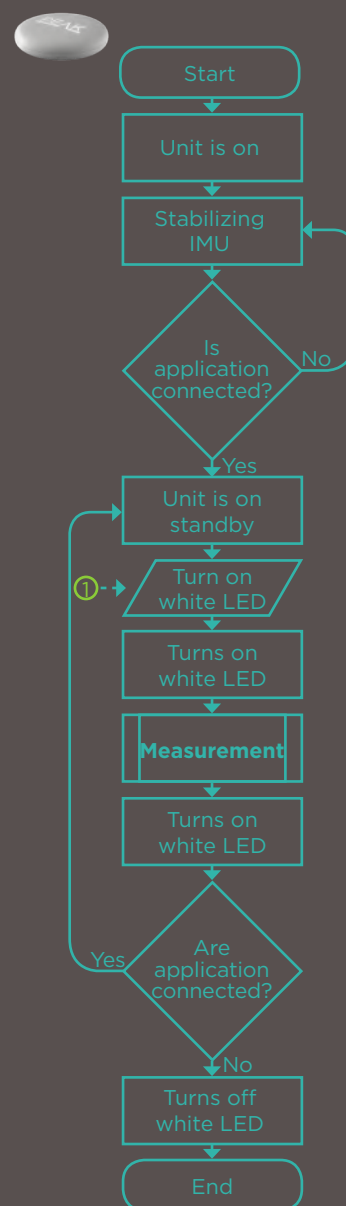 PEAK
Start
Unit is on
Stabilizing
IMU
Is
application
connected?
No
Yes
Unit is on
standby
1
Turn on
white LED
Turns on
white LED
Measurement
Turns on
white LED
Are
application
connected?
Yes
No
Turns off
white LED
End